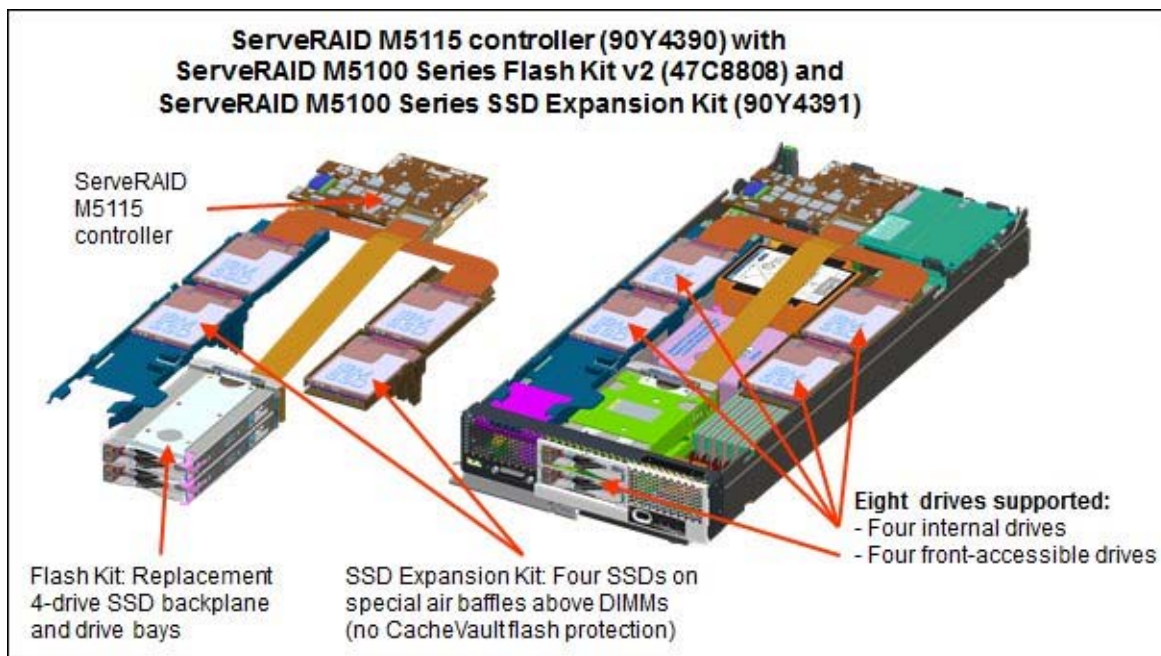 ServeRAID M5115 controller (90Y4390) with
ServeRAID M5100 Series Flash Kit v2 (47C8808) and
ServeRAID M5100 Series SSD Expansion Kit (90Y4391)
ServeRAID
M5115
controller
Eight drives supported:
- Four internal drives
- Four front-accessible drives
Flash Kit: Replacement
4-drive SSD backplane
and drive bays
SSD Expansion Kit: Four SSDs on
special air baffles above DIMMs
(no CacheVault flash protection)